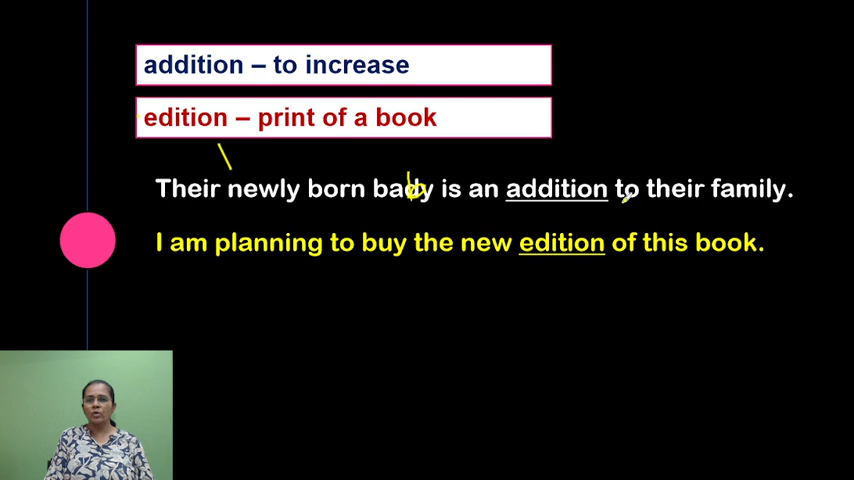 addition – to increase
edition – print of a book
Their newly born bady is an addition to their family.
I am planning to buy the new edition of this book.